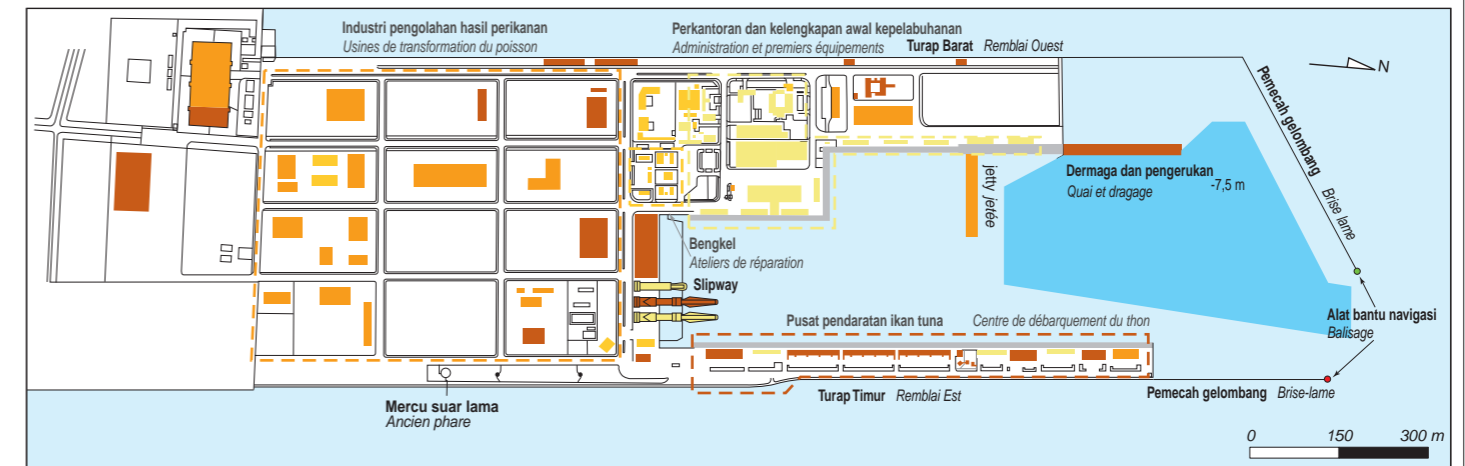 Industri pengolahan hasil perikanan
Usines de transformation du poisson
Perkantoran dan kelengkapan awal kepelabuhanan
Administration et premiers équipements
Turap Barat Remblai Ouest
N
Pemecah gelombang
Brise lame
Dermaga dan pengerukan
Quai et dragage
-7,5 m
jetty jetée
Bengkel
Ateliers de réparation
Slipway
Pusat pendaratan ikan tuna Centre de débarquement du thon
Alat bantu navigasi
Balisage
Turap Timur Remblai Est
Pemecah gelombang Brise-lame
Mercu suar lama
Ancien phare
0 150 300 m